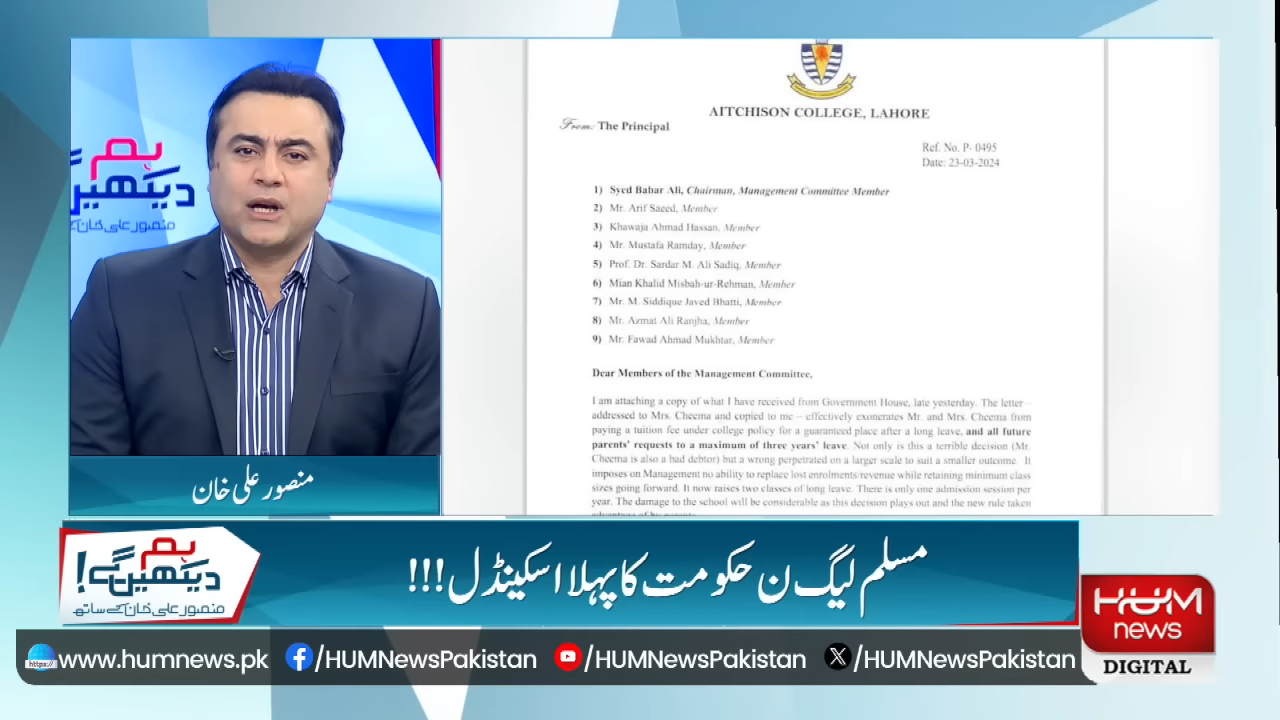 ہم
دیکھیں
منصور علی خان کے
منصور علی خان
AITCHISON COLLEGE, LAHORE
From: The Principal
Ref. No. P- 0495
Date: 23-03-2024
1) Syed Babar Ali, Chairman, Management Committee Member
2) Mr. Arif Saeed, Member
3) Khawaja Ahmad Hassan, Member
4) Mr. Mustafa Ramday, Member
5) Prof. Dr. Sardar M. Ali Sadiq, Member
6) Mian Khalid Misbah-ur-Rehman, Member
7) Mr. M. Siddique Javed Bhatti, Member
8) Mr. Azmat Ali Ranjha, Member
9) Mr. Fawad Ahmad Mukhtar, Member
Dear Members of the Management Committee,
I am attaching a copy of what I have received from Government House, late yesterday. The letter –
addressed to Mrs. Cheema and copied to me – effectively exonerates Mr. and Mrs. Cheema from
paying a tuition fee under college policy for a guaranteed place after a long leave, and all future
parents' requests to a maximum of three years' leave. Not only is this a terrible decision (Mr.
Cheema is also a bad debtor) but a wrong perpetrated on a larger scale to suit a smaller outcome. It
imposes on Management no ability to replace lost enrolments/revenue while retaining minimum class
sizes going forward. It now raises two classes of long leave. There is only one admission session per
year. The damage to the school will be considerable as this decision plays out and the new rule taken
مسلم لیگ ن حکومت کا پہلا اسکینڈل!!!
ہم
دیکھیں گے!
منصور علی خان کے ساتھ
HUM
news
DIGITAL
https://
www.humnews.pk
/HUMNewsPakistan
/HUMNewsPakistan
/HUMNewsPakistan